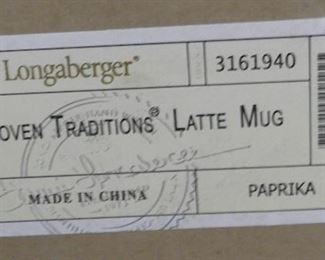 Longaberger® 3161940
OVEN TRADITIONS® LATTE MUG
MADE IN CHINA PAPRIKA